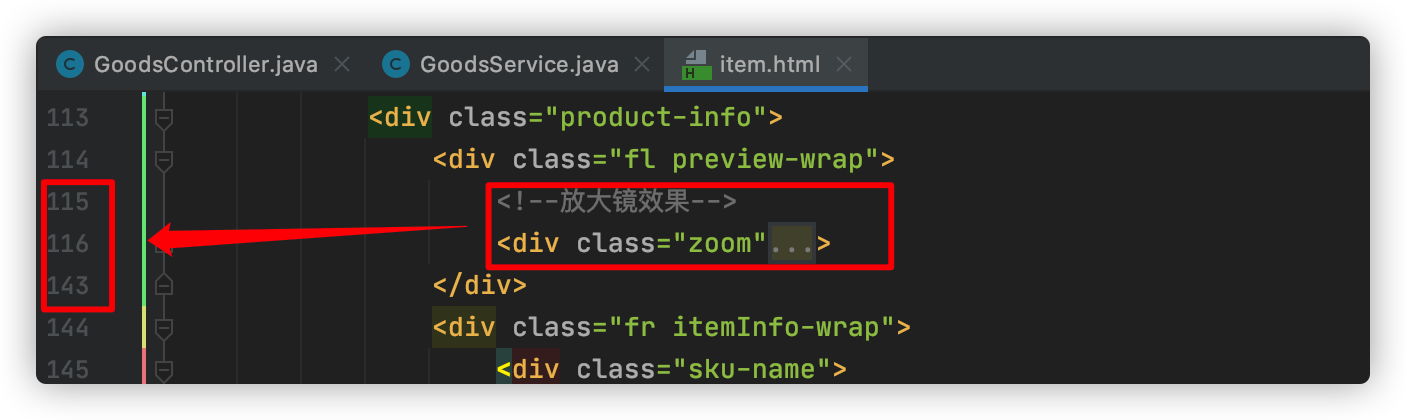 C GoodsController.java × C GoodsService.java × H item.html ×
113 <div class="product-info">
114 <div class="fl preview-wrap">
115 <!--放大镜效果-->
116 <div class="zoom"...>
143 </div>
144 <div class="fr itemInfo-wrap">
145 <div class="sku-name">